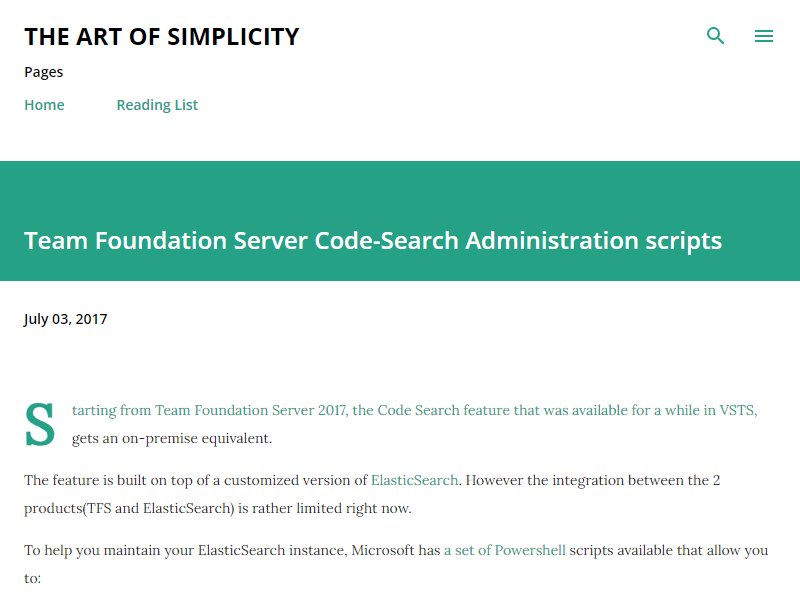 THE ART OF SIMPLICITY
Pages
Home Reading List
Team Foundation Server Code-Search Administration scripts
July 03, 2017
Starting from Team Foundation Server 2017, the Code Search feature that was available for a while in VSTS,
gets an on-premise equivalent.
The feature is built on top of a customized version of ElasticSearch. However the integration between the 2
products(TFS and ElasticSearch) is rather limited right now.
To help you maintain your ElasticSearch instance, Microsoft has a set of Powershell scripts available that allow you
to: